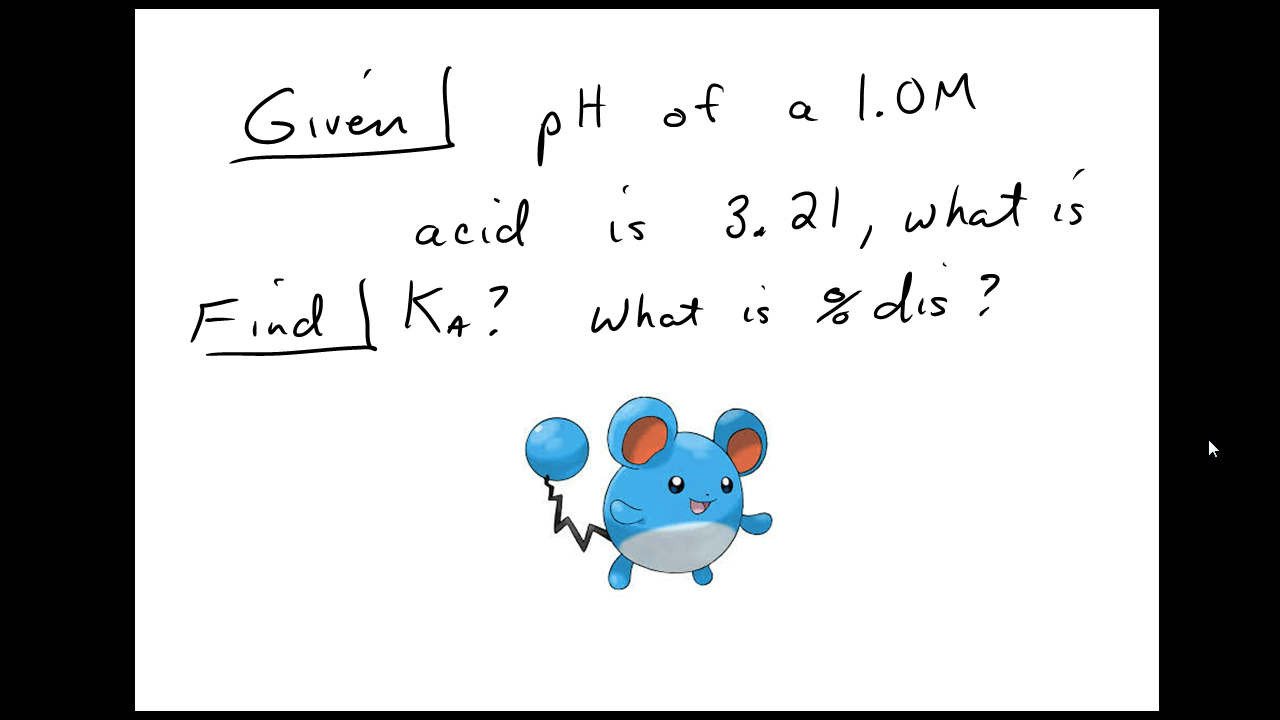 Given pH of a 1.0M
acid is 3.21, what is
Find KA? What is % dis?